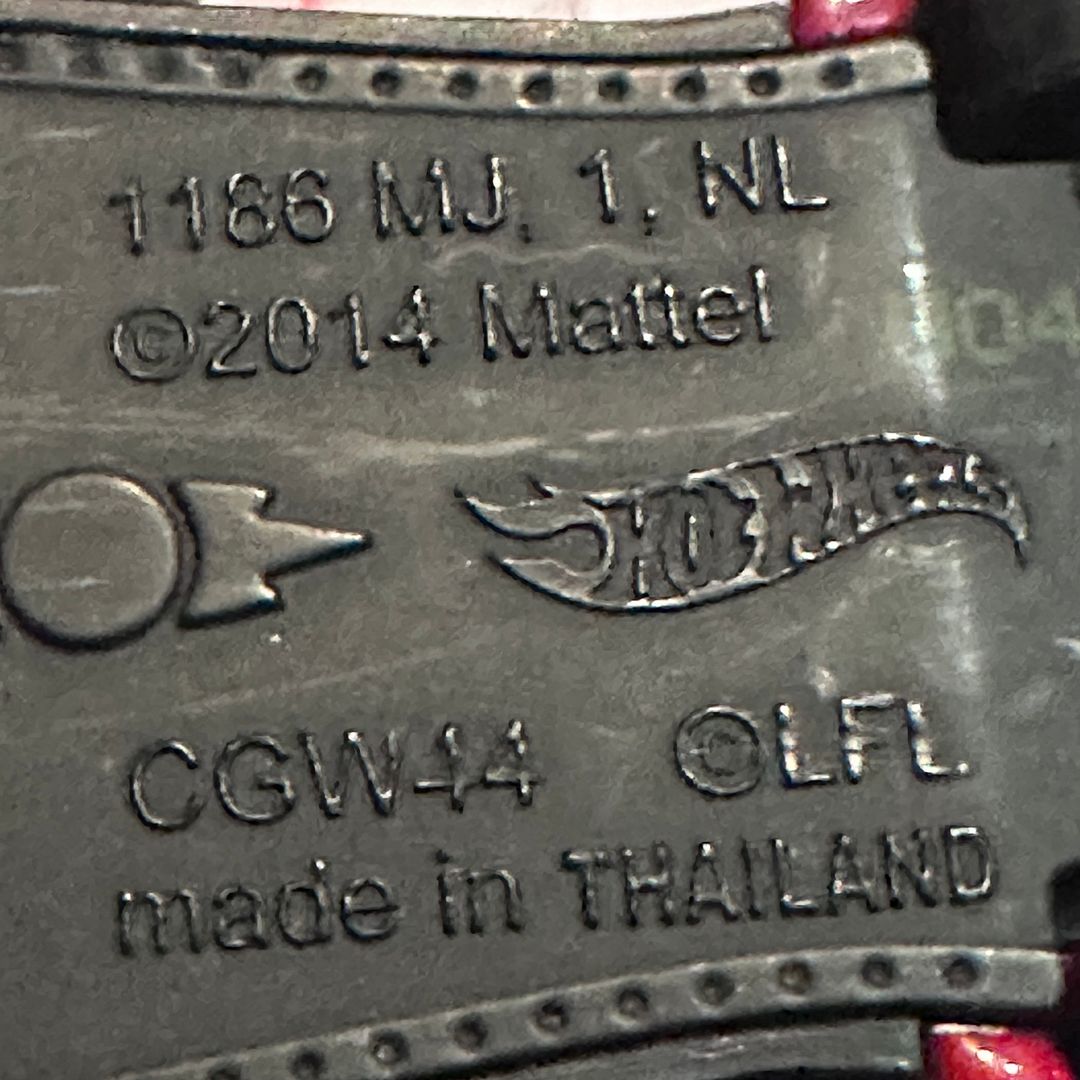 1186 MJ, 1, NL
©2014 Mattel
HOT WHEELS
CGW44 ©LFL
made in THAILAND